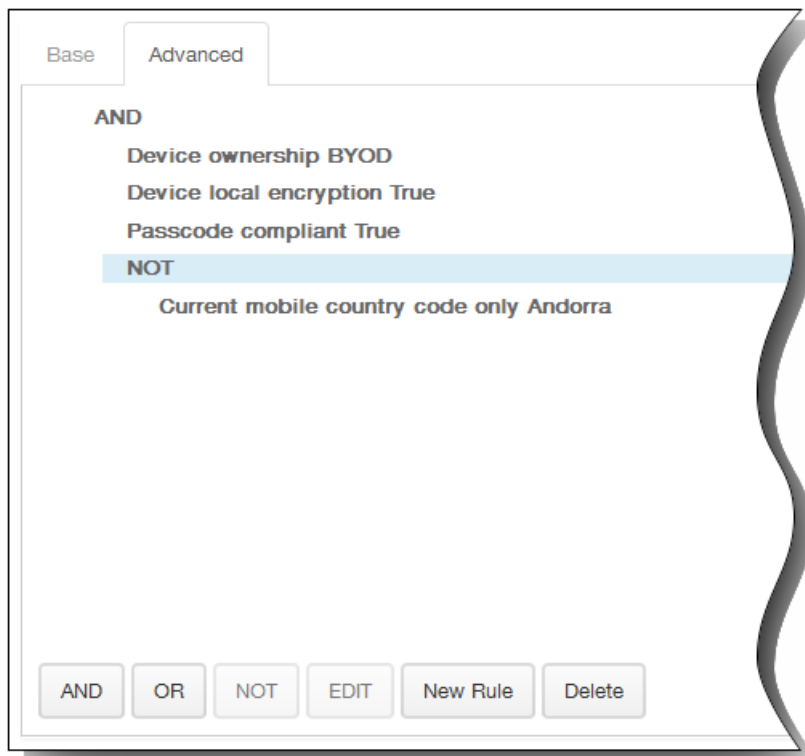 Base Advanced
AND
Device ownership BYOD
Device local encryption True
Passcode compliant True
NOT
Current mobile country code only Andorra
AND OR NOT EDIT New Rule Delete